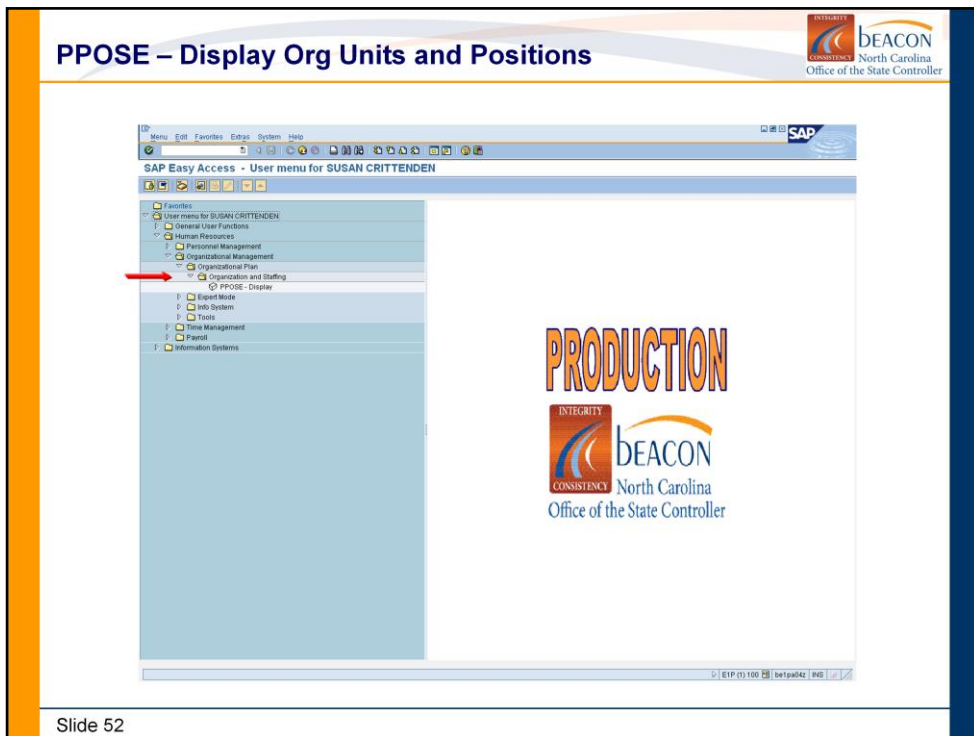 PPOSE – Display Org Units and Positions
INTEGRITY
CONSISTENCY
BEACON
North Carolina
Office of the State Controller
Menu Edit Favorites Extras System Help
SAP
SAP Easy Access - User menu for SUSAN CRITTENDEN
Favorites
User menu for SUSAN CRITTENDEN
General User Functions
Human Resources
Personnel Management
Organizational Management
Organizational Plan
Organization and Staffing
PPOSE - Display
Expert Mode
Info System
Tools
Time Management
Payroll
Information Systems
PRODUCTION
INTEGRITY
CONSISTENCY
BEACON
North Carolina
Office of the State Controller
E1P (1) 100 be1pa04z INS
Slide 52